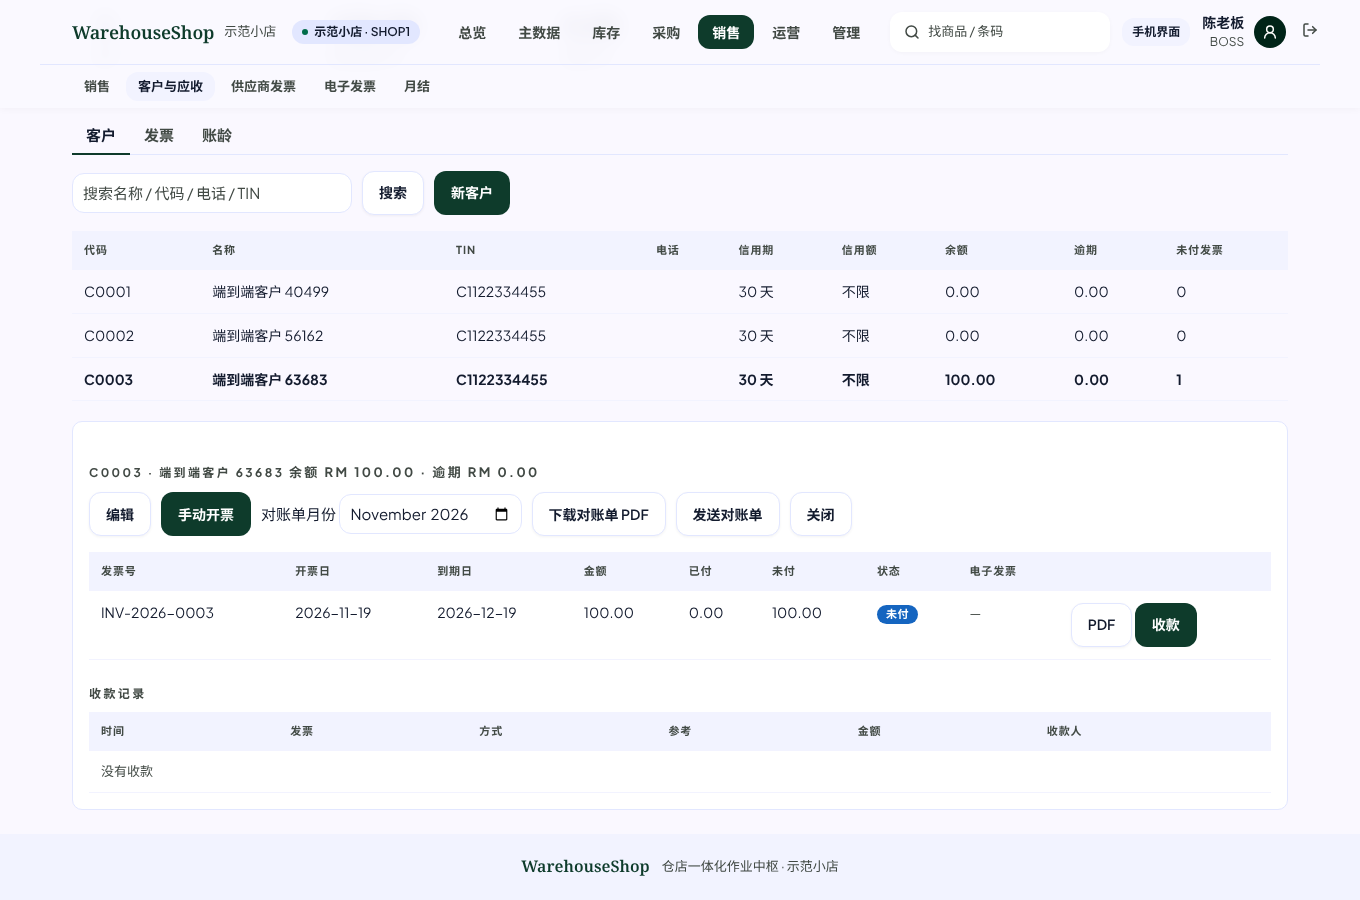 WarehouseShop 示范小店 示范小店 · SHOP1 总览 主数据 库存 采购 销售 运营 管理 找商品 / 条码 手机界面 陈老板
BOSS
销售 客户与应收 供应商发票 电子发票 月结
客户 发票 账龄
搜索名称 / 代码 / 电话 / TIN 搜索 新客户
代码 名称 TIN 电话 信用期 信用额 余额 逾期 未付发票
C0001 端到端客户 40499 C1122334455 30 天 不限 0.00 0.00 0
C0002 端到端客户 56162 C1122334455 30 天 不限 0.00 0.00 0
C0003 端到端客户 63683 C1122334455 30 天 不限 100.00 0.00 1
C0003 · 端到端客户 63683 余额 RM 100.00 · 逾期 RM 0.00
编辑 手动开票 对账单月份 November 2026 下载对账单 PDF 发送对账单 关闭
发票号 开票日 到期日 金额 已付 未付 状态 电子发票
INV-2026-0003 2026-11-19 2026-12-19 100.00 0.00 100.00 未付 — PDF 收款
收款记录
时间 发票 方式 参考 金额 收款人
没有收款
WarehouseShop 仓店一体化作业中枢 · 示范小店